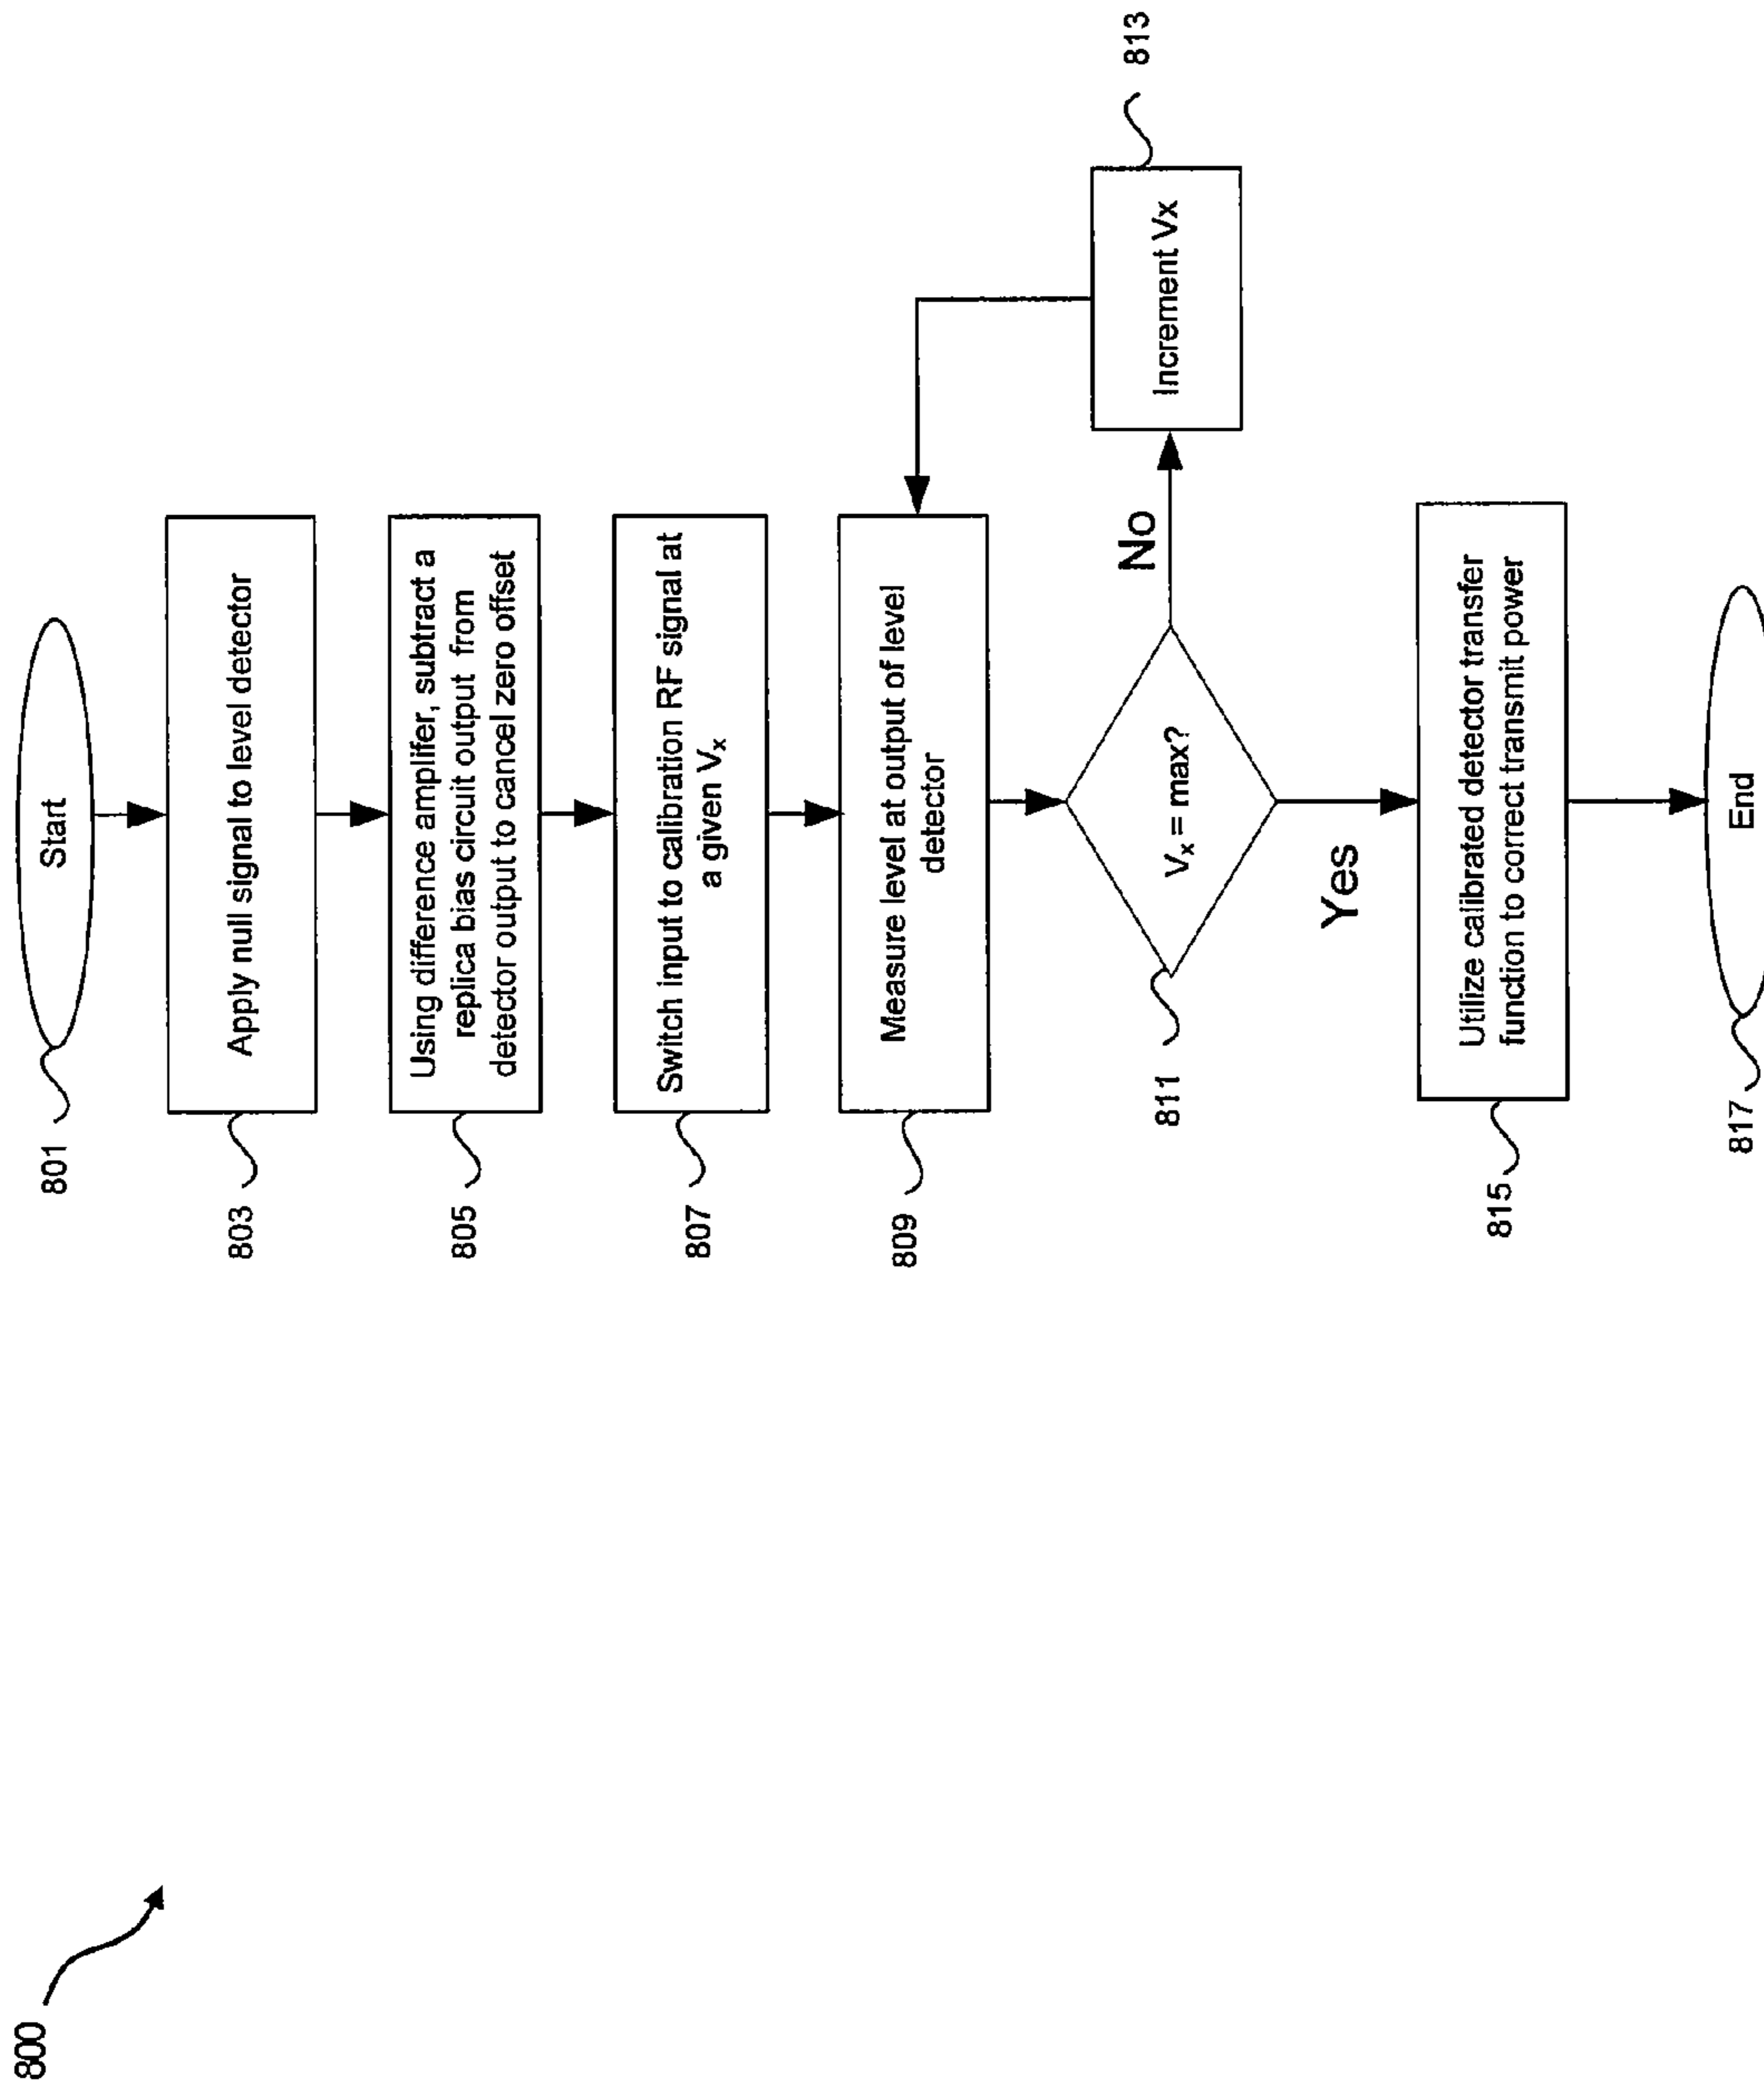 800
801
Start
803
Apply null signal to level detector
805
Using difference amplifer, subtract a
replica bias circuit output from
detector output to cancel zero offset
807
Switch input to calibration RF signal at
a given Vx
809
Measure level at output of level
detector
811
Vx = max?
No
813
Increment Vx
Yes
815
Utilize calibrated detector transfer
function to correct transmit power
817
End